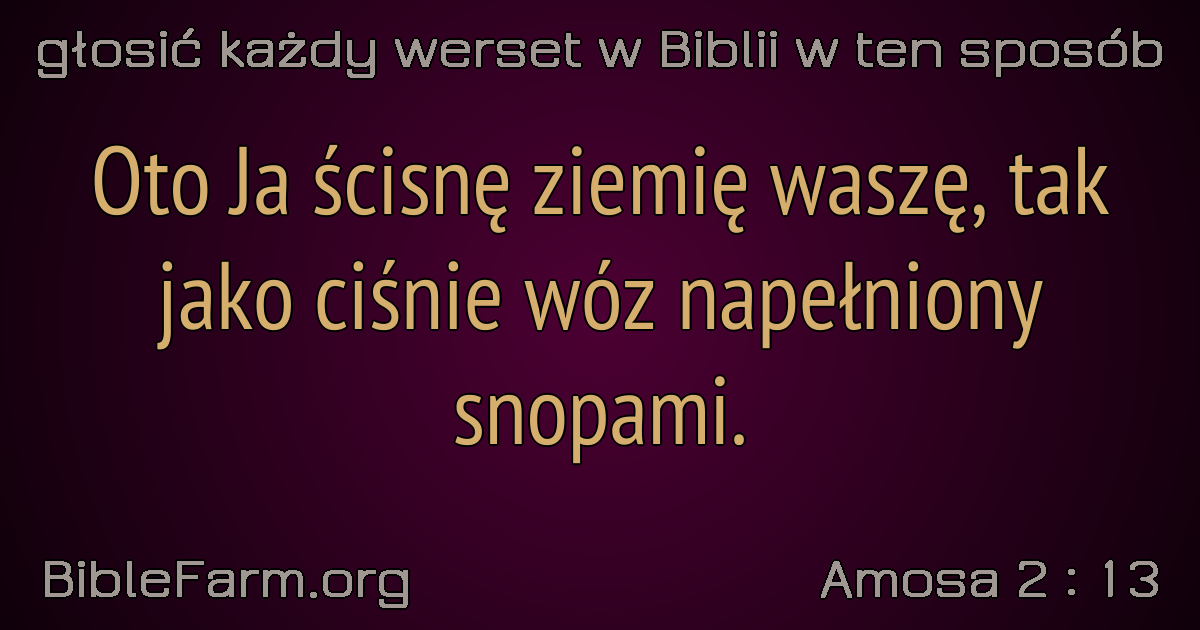 głosić każdy werset w Biblii w ten sposób
Oto Ja ścisnę ziemię waszę, tak
jako ciśnie wóz napełniony
snopami.
BibleFarm.org
Amosa 2 : 13